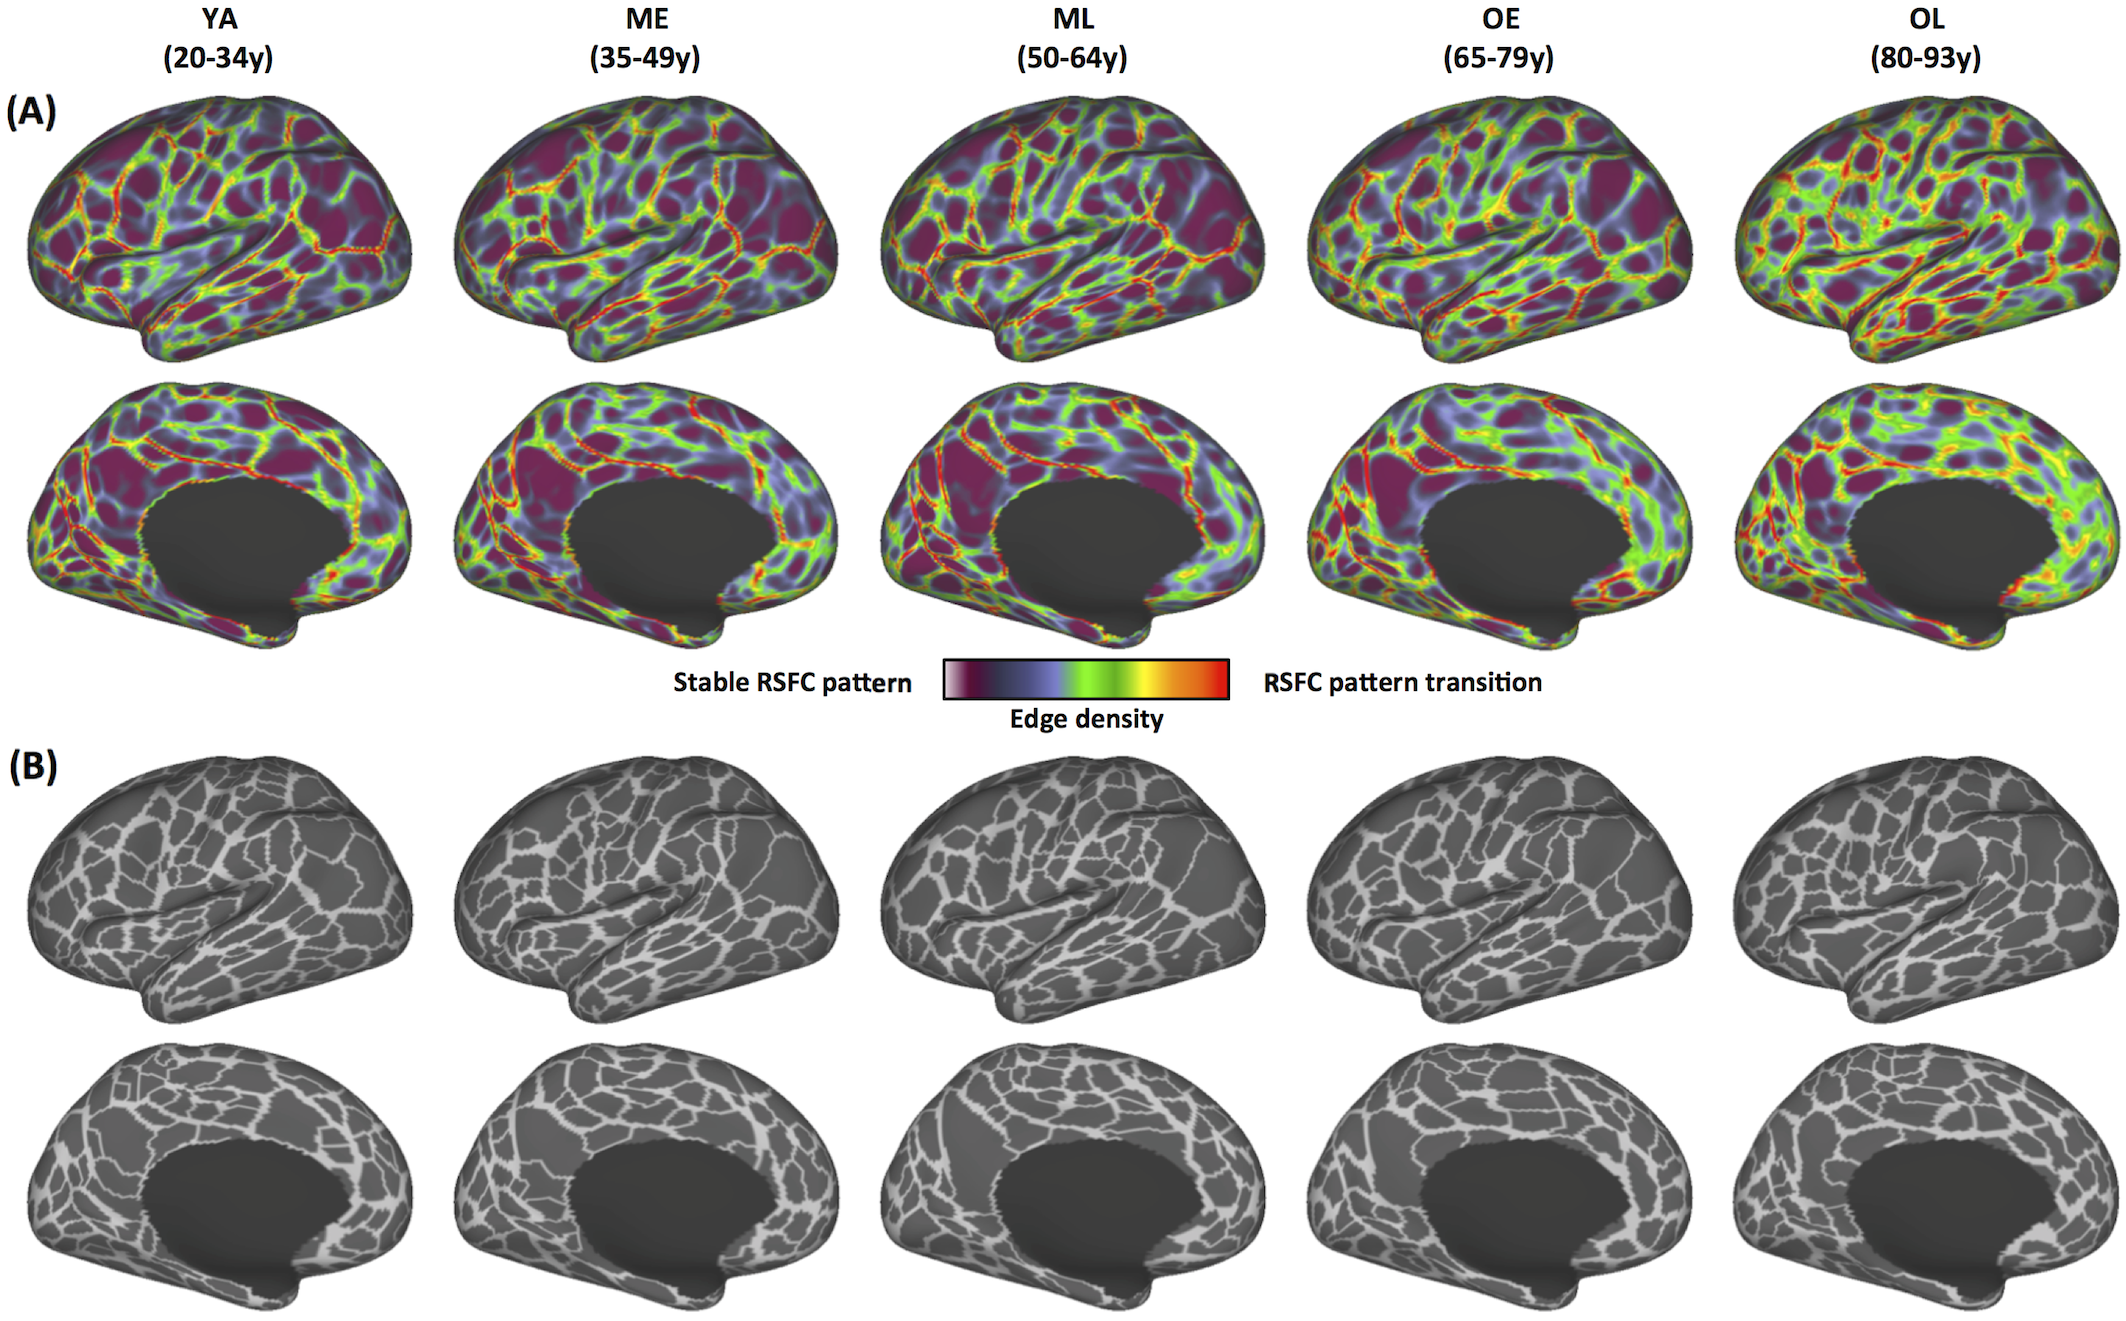 YA
(20-34y)
ME
(35-49y)
ML
(50-64y)
OE
(65-79y)
OL
(80-93y)
(A)
Stable RSFC pattern
RSFC pattern transition
Edge density
(B)